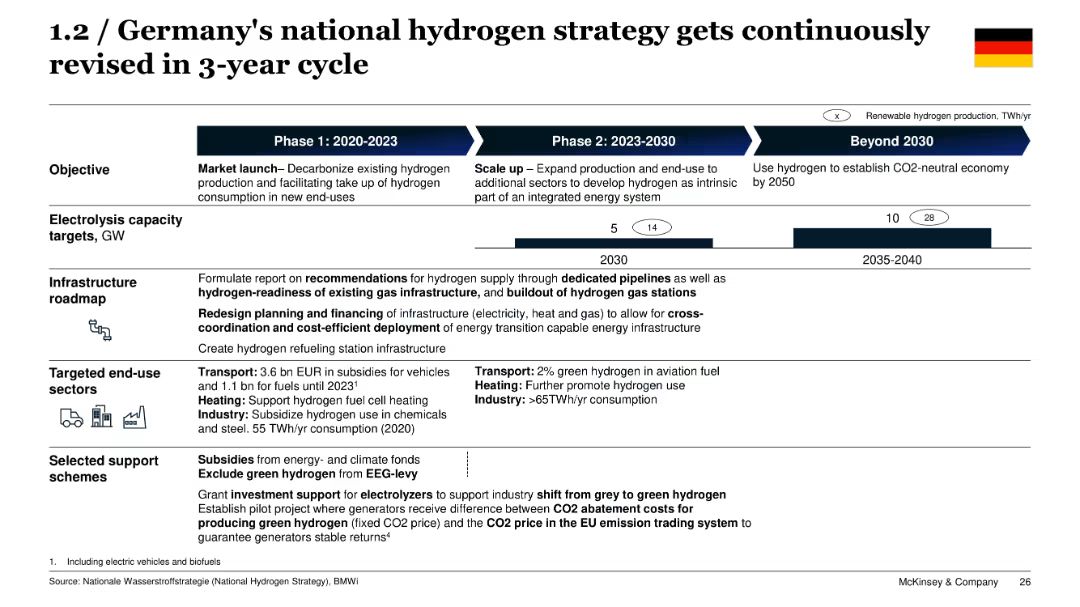 1.2 / Germany's national hydrogen strategy gets continuously
revised in 3-year cycle
x Renewable hydrogen production, TWh/yr
Phase 1: 2020-2023
Phase 2: 2023-2030
Beyond 2030
Objective
Market launch– Decarbonize existing hydrogen
production and facilitating take up of hydrogen
consumption in new end-uses
Scale up – Expand production and end-use to
additional sectors to develop hydrogen as intrinsic
part of an integrated energy system
Use hydrogen to establish CO2-neutral economy
by 2050
Electrolysis capacity
targets, GW
5 14
2030
10 28
2035-2040
Infrastructure
roadmap
Formulate report on recommendations for hydrogen supply through dedicated pipelines as well as
hydrogen-readiness of existing gas infrastructure, and buildout of hydrogen gas stations
Redesign planning and financing of infrastructure (electricity, heat and gas) to allow for cross-
coordination and cost-efficient deployment of energy transition capable energy infrastructure
Create hydrogen refueling station infrastructure
Targeted end-use
sectors
Transport: 3.6 bn EUR in subsidies for vehicles
and 1.1 bn for fuels until 2023¹
Heating: Support hydrogen fuel cell heating
Industry: Subsidize hydrogen use in chemicals
and steel. 55 TWh/yr consumption (2020)
Transport: 2% green hydrogen in aviation fuel
Heating: Further promote hydrogen use
Industry: >65TWh/yr consumption
Selected support
schemes
Subsidies from energy- and climate fonds
Exclude green hydrogen from EEG-levy
Grant investment support for electrolyzers to support industry shift from grey to green hydrogen
Establish pilot project where generators receive difference between CO2 abatement costs for
producing green hydrogen (fixed CO2 price) and the CO2 price in the EU emission trading system to
guarantee generators stable returns⁴
1. Including electric vehicles and biofuels
Source: Nationale Wasserstoffstrategie (National Hydrogen Strategy), BMWi
McKinsey & Company 26